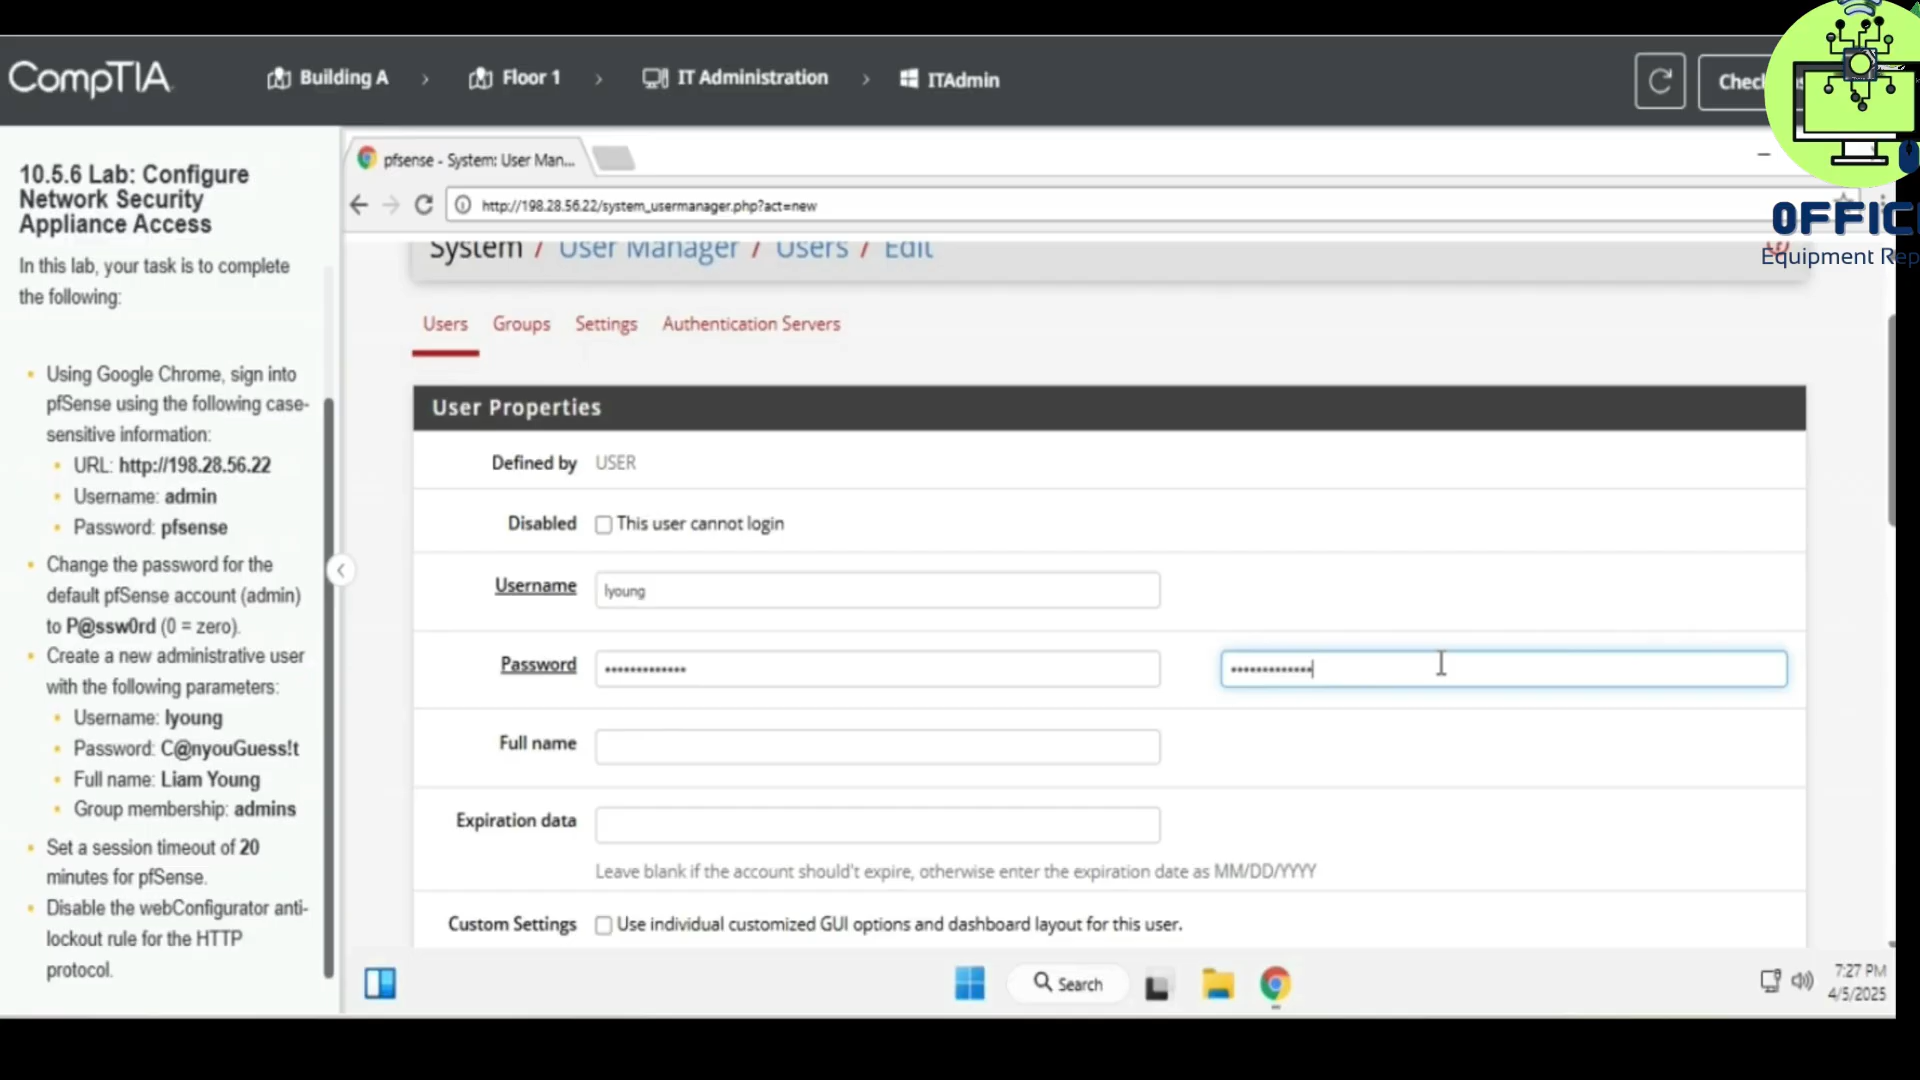 CompTIA
Building A
Floor 1
IT Administration
ITAdmin
10.5.6 Lab: Configure
Network Security
Appliance Access
In this lab, your task is to complete
the following:
Using Google Chrome, sign into
pfSense using the following case-
sensitive information:
URL: http://198.28.56.22
Username: admin
Password: pfsense
Change the password for the
default pfSense account (admin)
to P@ssw0rd (0 = zero).
Create a new administrative user
with the following parameters:
Username: lyoung
Password: C@nyouGuess!t
Full name: Liam Young
Group membership: admins
Set a session timeout of 20
minutes for pfSense.
Disable the webConfigurator anti-
lockout rule for the HTTP
protocol.
pfsense - System: User Man...
http://198.28.56.22/system_usermanager.php?act=new
System / User Manager / Users / Edit
Users Groups Settings Authentication Servers
User Properties
Defined by USER
Disabled This user cannot login
Username lyoung
Password ••••••••••••• •••••••••••••
Full name
Expiration data
Leave blank if the account should't expire, otherwise enter the expiration date as MM/DD/YYYY
Custom Settings Use individual customized GUI options and dashboard layout for this user.
Search
7:27 PM
4/5/2025
Equipment